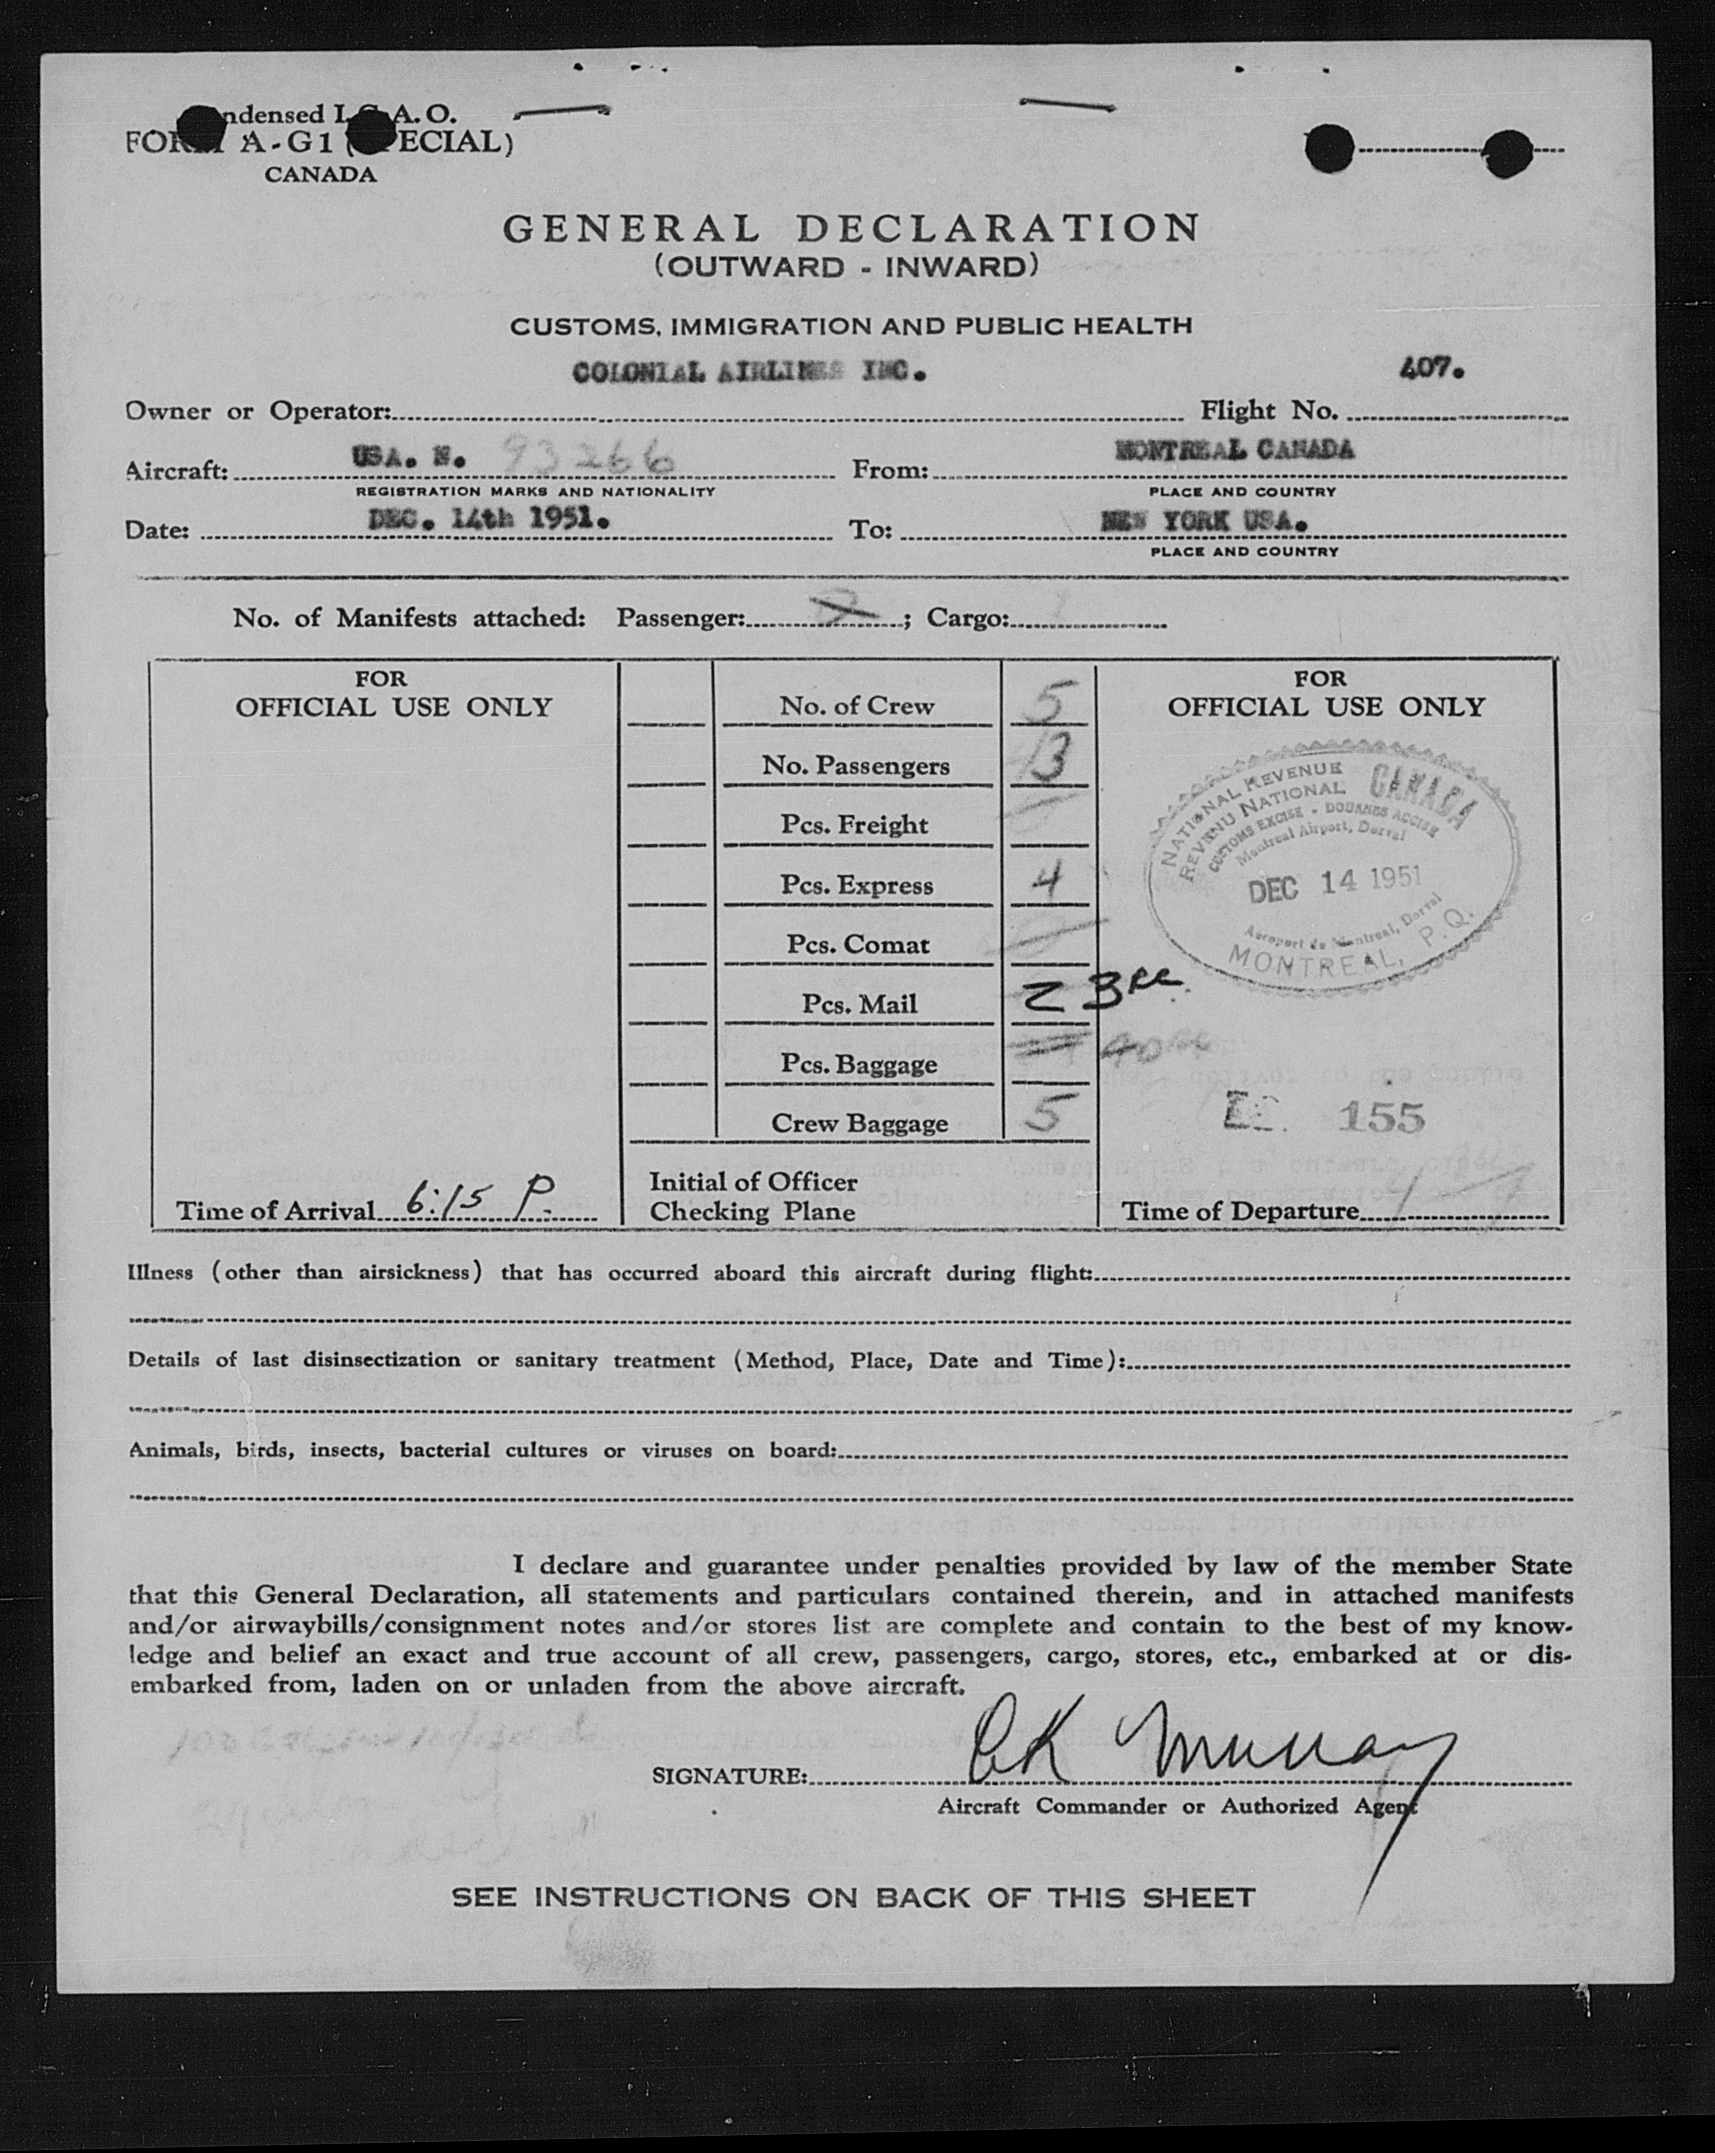 ndensed I. C. A. O.
FORM A-G1 (SPECIAL)
CANADA
GENERAL DECLARATION
(OUTWARD - INWARD)
CUSTOMS, IMMIGRATION AND PUBLIC HEALTH
COLONIAL AIRLINES INC. 407.
Owner or Operator: Flight No.
USA. N. 93266 MONTREAL CANADA
Aircraft: From:
REGISTRATION MARKS AND NATIONALITY PLACE AND COUNTRY
DEC. 14th 1951. NEW YORK USA.
Date: To:
PLACE AND COUNTRY
No. of Manifests attached: Passenger: ; Cargo:
FOR
OFFICIAL USE ONLY
No. of Crew 5
No. Passengers 13
Pcs. Freight
Pcs. Express 4
Pcs. Comat
Pcs. Mail 2 3
Pcs. Baggage
Crew Baggage 5
FOR
OFFICIAL USE ONLY
NATIONAL REVENUE CANADA
REVENU NATIONAL
CUSTOMS EXCISE - DOUANES ACCISE
Montreal Airport, Dorval
DEC 14 1951
Aeroport de Montreal, Dorval
MONTREAL, P. Q.
155
Time of Arrival 6:15 P.
Initial of Officer
Checking Plane
Time of Departure
Illness (other than airsickness) that has occurred aboard this aircraft during flight:
Details of last disinsectization or sanitary treatment (Method, Place, Date and Time):
Animals, birds, insects, bacterial cultures or viruses on board:
I declare and guarantee under penalties provided by law of the member State
that this General Declaration, all statements and particulars contained therein, and in attached manifests
and/or airwaybills/consignment notes and/or stores list are complete and contain to the best of my know-
ledge and belief an exact and true account of all crew, passengers, cargo, stores, etc., embarked at or dis-
embarked from, laden on or unladen from the above aircraft.
SIGNATURE: CK Murray
Aircraft Commander or Authorized Agent
SEE INSTRUCTIONS ON BACK OF THIS SHEET